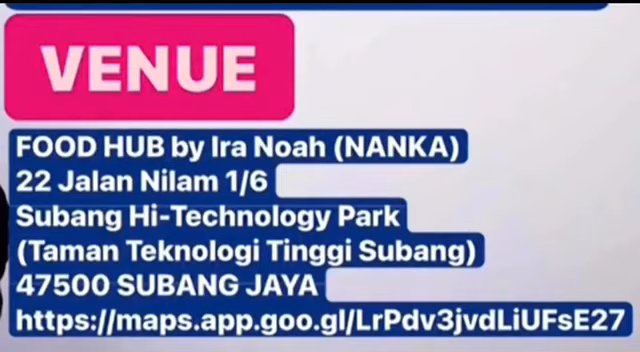 VENUE
FOOD HUB by Ira Noah (NANKA)
22 Jalan Nilam 1/6
Subang Hi-Technology Park
(Taman Teknologi Tinggi Subang)
47500 SUBANG JAYA
https://maps.app.goo.gl/LrPdv3jvdLiUFsE27